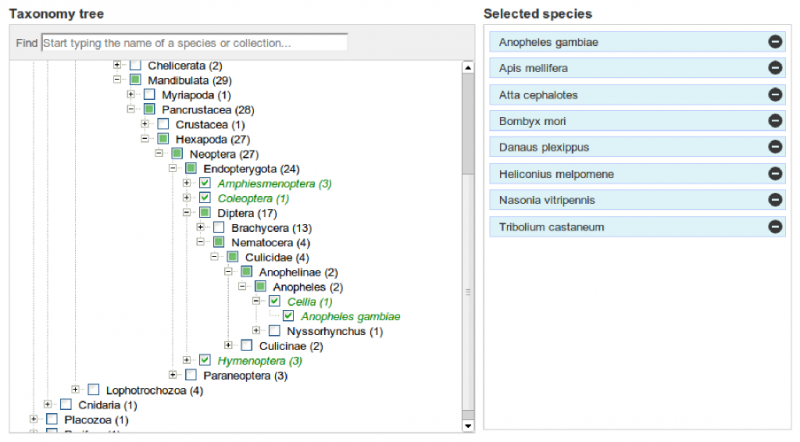 Taxonomy tree
Find Start typing the name of a species or collection...
Chelicerata (2)
Mandibulata (29)
Myriapoda (1)
Pancrustacea (28)
Crustacea (1)
Hexapoda (27)
Neoptera (27)
Endopterygota (24)
Amphiesmenoptera (3)
Coleoptera (1)
Diptera (17)
Brachycera (13)
Nematocera (4)
Culicidae (4)
Anophelinae (2)
Anopheles (2)
Cellia (1)
Anopheles gambiae
Nyssorhynchus (1)
Culicinae (2)
Hymenoptera (3)
Paraneoptera (3)
Lophotrochozoa (4)
Cnidaria (1)
Placozoa (1)
Selected species
Anopheles gambiae
Apis mellifera
Atta cephalotes
Bombyx mori
Danaus plexippus
Heliconius melpomene
Nasonia vitripennis
Tribolium castaneum